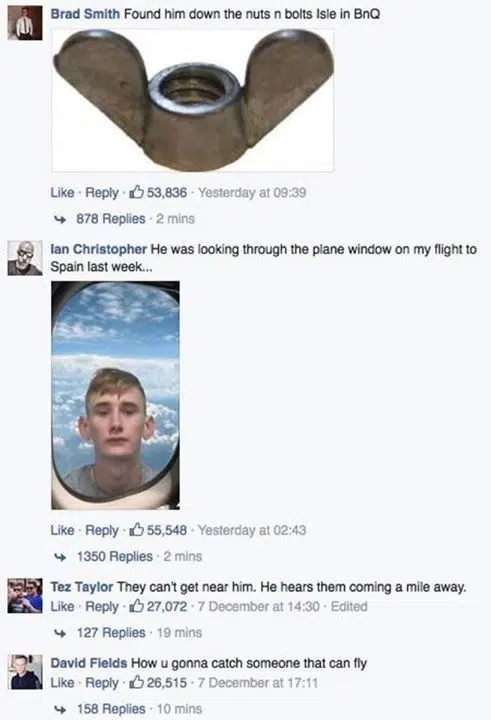 Brad Smith Found him down the nuts n bolts Isle in BnQ
Like · Reply · 53,836 · Yesterday at 09:39
878 Replies · 2 mins
Ian Christopher He was looking through the plane window on my flight to
Spain last week...
Like · Reply · 55,548 · Yesterday at 02:43
1350 Replies · 2 mins
Tez Taylor They can't get near him. He hears them coming a mile away.
Like · Reply · 27,072 · 7 December at 14:30 · Edited
127 Replies · 19 mins
David Fields How u gonna catch someone that can fly
Like · Reply · 26,515 · 7 December at 17:11
158 Replies · 10 mins